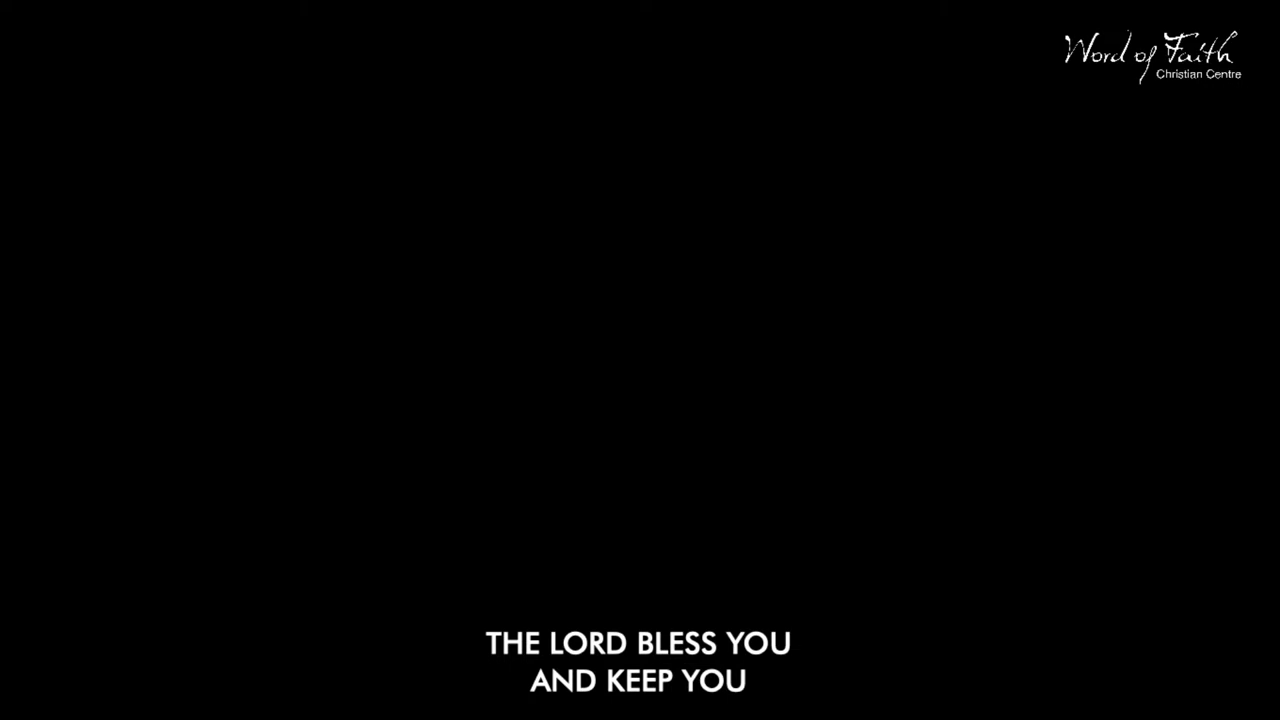 Word of Faith
Christian Centre
THE LORD BLESS YOU
AND KEEP YOU